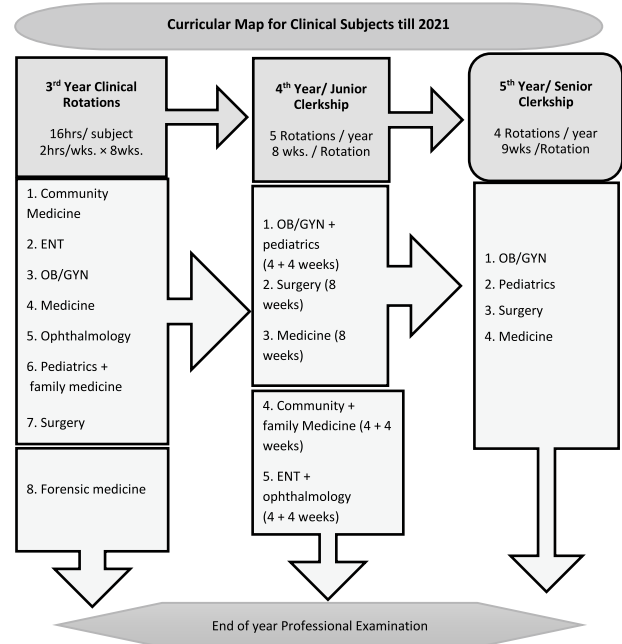 Curricular Map for Clinical Subjects till 2021
3rd Year Clinical
Rotations
16hrs/ subject
2hrs/wks. × 8wks.
4th Year/ Junior
Clerkship
5 Rotations / year
8 wks. / Rotation
5th Year/ Senior
Clerkship
4 Rotations / year
9wks /Rotation
1. Community
Medicine
2. ENT
3. OB/GYN
4. Medicine
5. Ophthalmology
6. Pediatrics +
family medicine
7. Surgery
8. Forensic medicine
1. OB/GYN +
pediatrics
(4 + 4 weeks)
2. Surgery (8
weeks)
3. Medicine (8
weeks)
4. Community +
family Medicine (4 + 4
weeks)
5. ENT +
ophthalmology
(4 + 4 weeks)
1. OB/GYN
2. Pediatrics
3. Surgery
4. Medicine
End of year Professional Examination